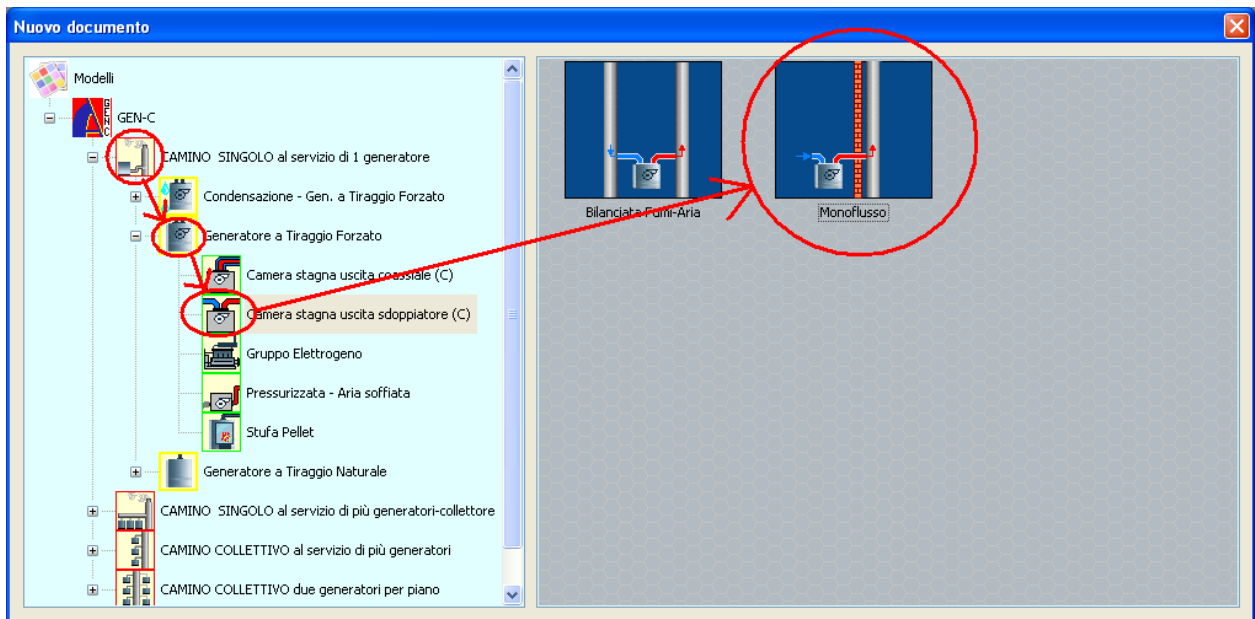 Nuovo documento
Modelli
GEN-C
GEN-C
CAMINO SINGOLO al servizio di 1 generatore
Condensazione - Gen. a Tiraggio Forzato
Generatore a Tiraggio Forzato
Camera stagna uscita coassiale (C)
Camera stagna uscita sdoppiatore (C)
Gruppo Elettrogeno
Pressurizzata - Aria soffiata
Stufa Pellet
Generatore a Tiraggio Naturale
CAMINO SINGOLO al servizio di più generatori-collettore
CAMINO COLLETTIVO al servizio di più generatori
CAMINO COLLETTIVO due generatori per piano
Bilanciata Fumi-Aria
Monoflusso